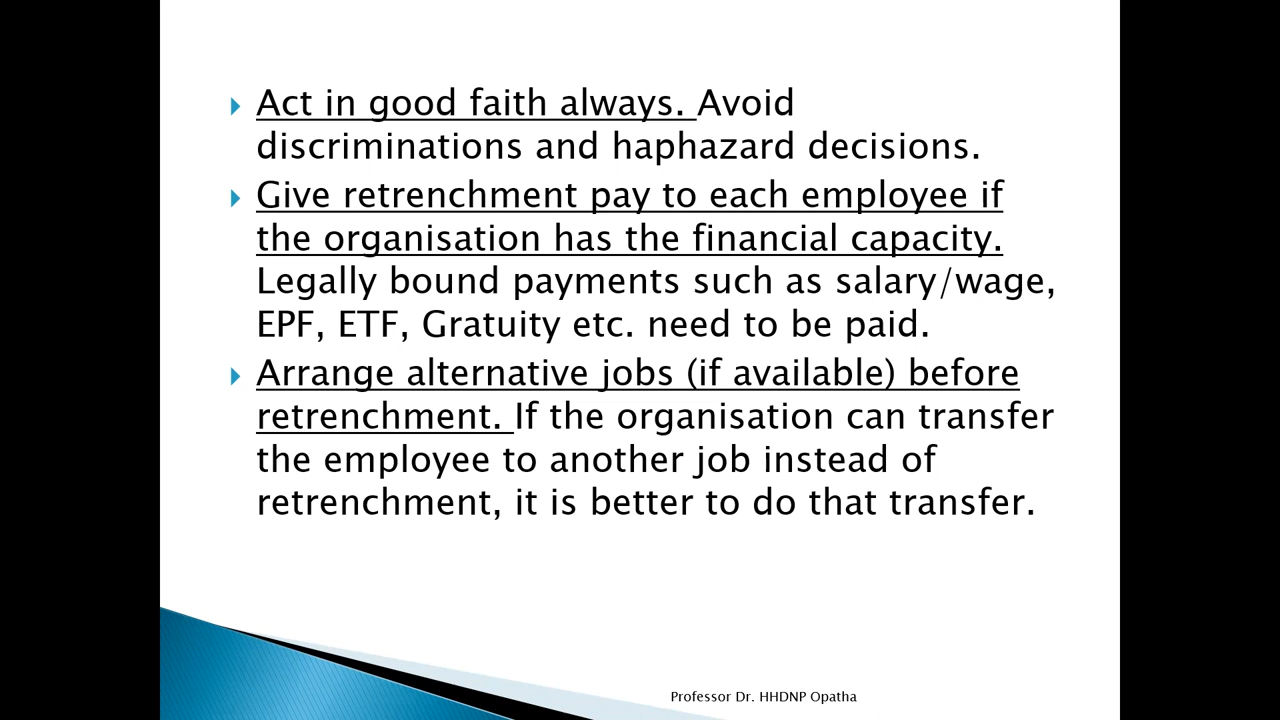 Act in good faith always. Avoid
discriminations and haphazard decisions.
Give retrenchment pay to each employee if
the organisation has the financial capacity.
Legally bound payments such as salary/wage,
EPF, ETF, Gratuity etc. need to be paid.
Arrange alternative jobs (if available) before
retrenchment. If the organisation can transfer
the employee to another job instead of
retrenchment, it is better to do that transfer.
Professor Dr. HHDNP Opatha